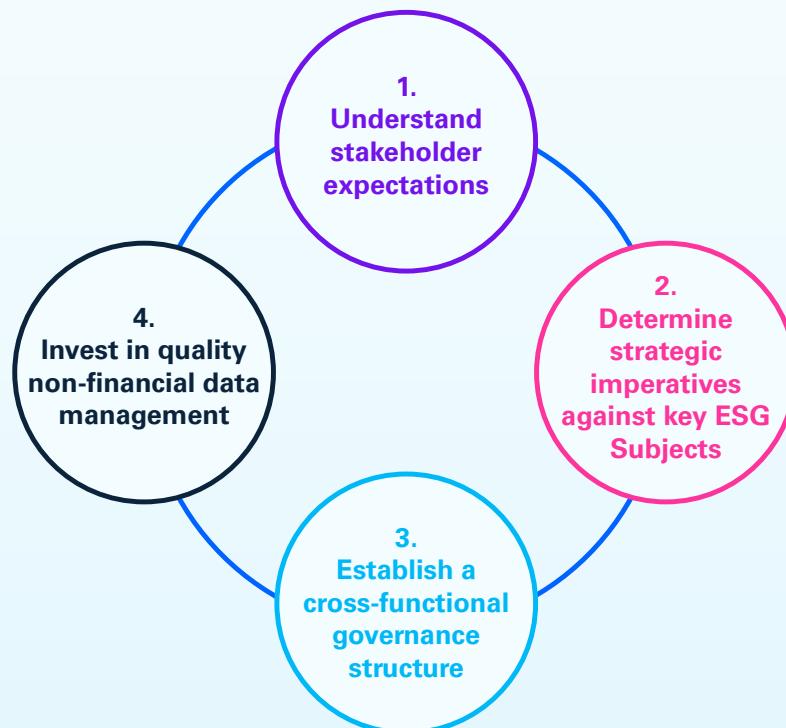 1.
Understand
stakeholder
expectations
2.
Determine
strategic
imperatives
against key ESG
Subjects
3.
Establish a
cross-functional
governance
structure
4.
Invest in quality
non-financial data
management